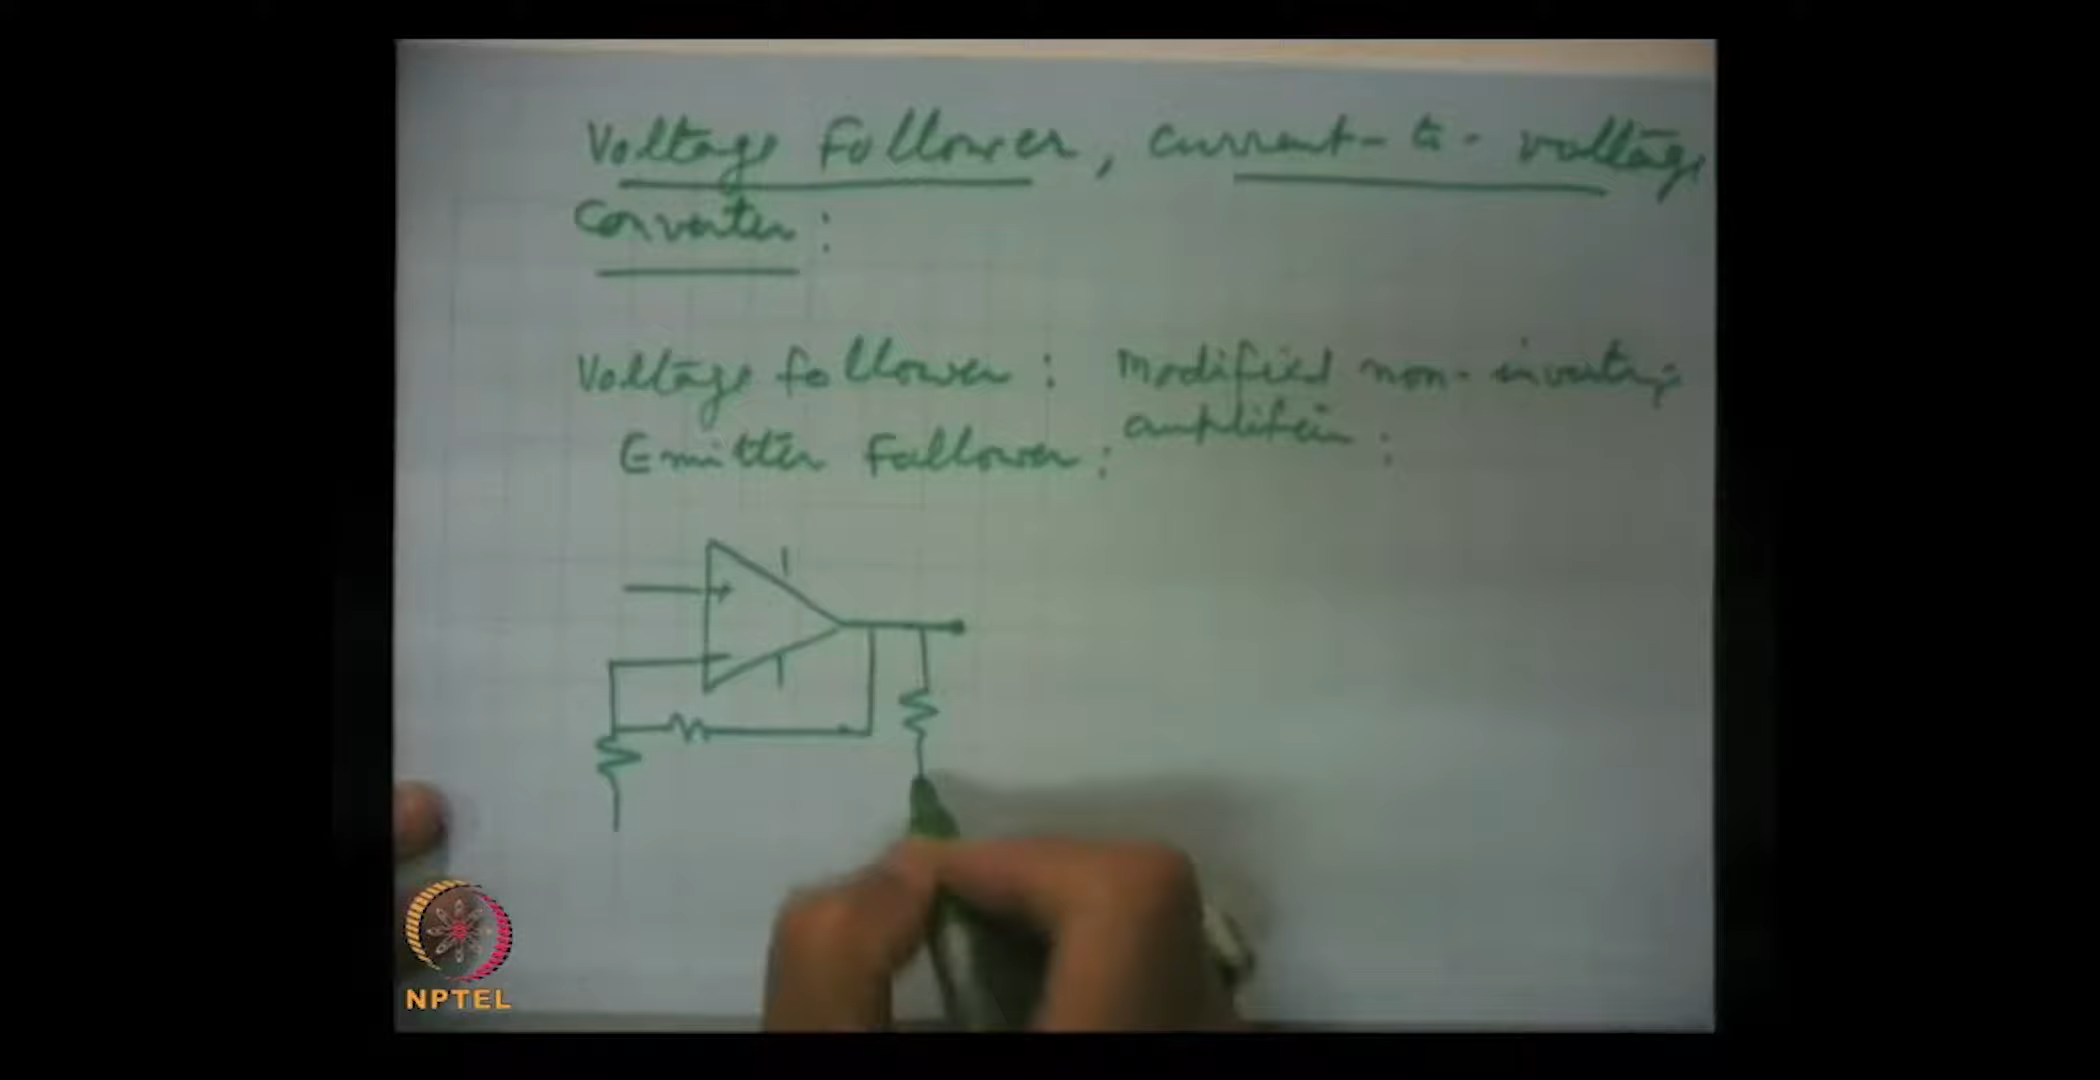 Voltage Follower, current-to-voltage
Converter:
Voltage follower: Modified non-inverting
amplifier:
Emitter Follower:
NPTEL